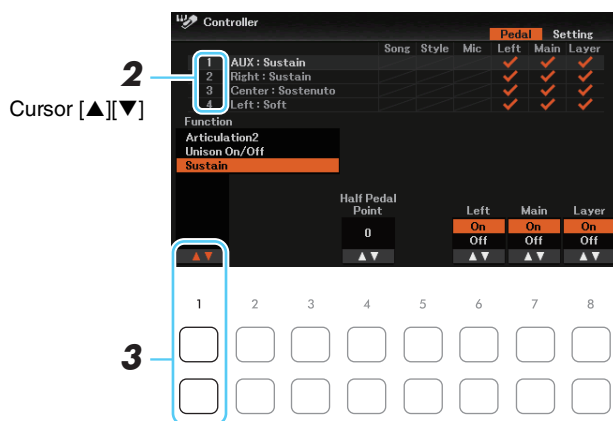 Controller
Pedal Setting
Song Style Mic Left Main Layer
1 AUX : Sustain
2 Right : Sustain
3 Center : Sostenuto
4 Left : Soft
2
Cursor [▲][▼]
Function
Articulation2
Unison On/Off
Sustain
Half Pedal
Point
Left Main Layer
0
On On On
Off Off Off
▲▼ ▲▼ ▲▼ ▲▼ ▲▼
1 2 3 4 5 6 7 8
3